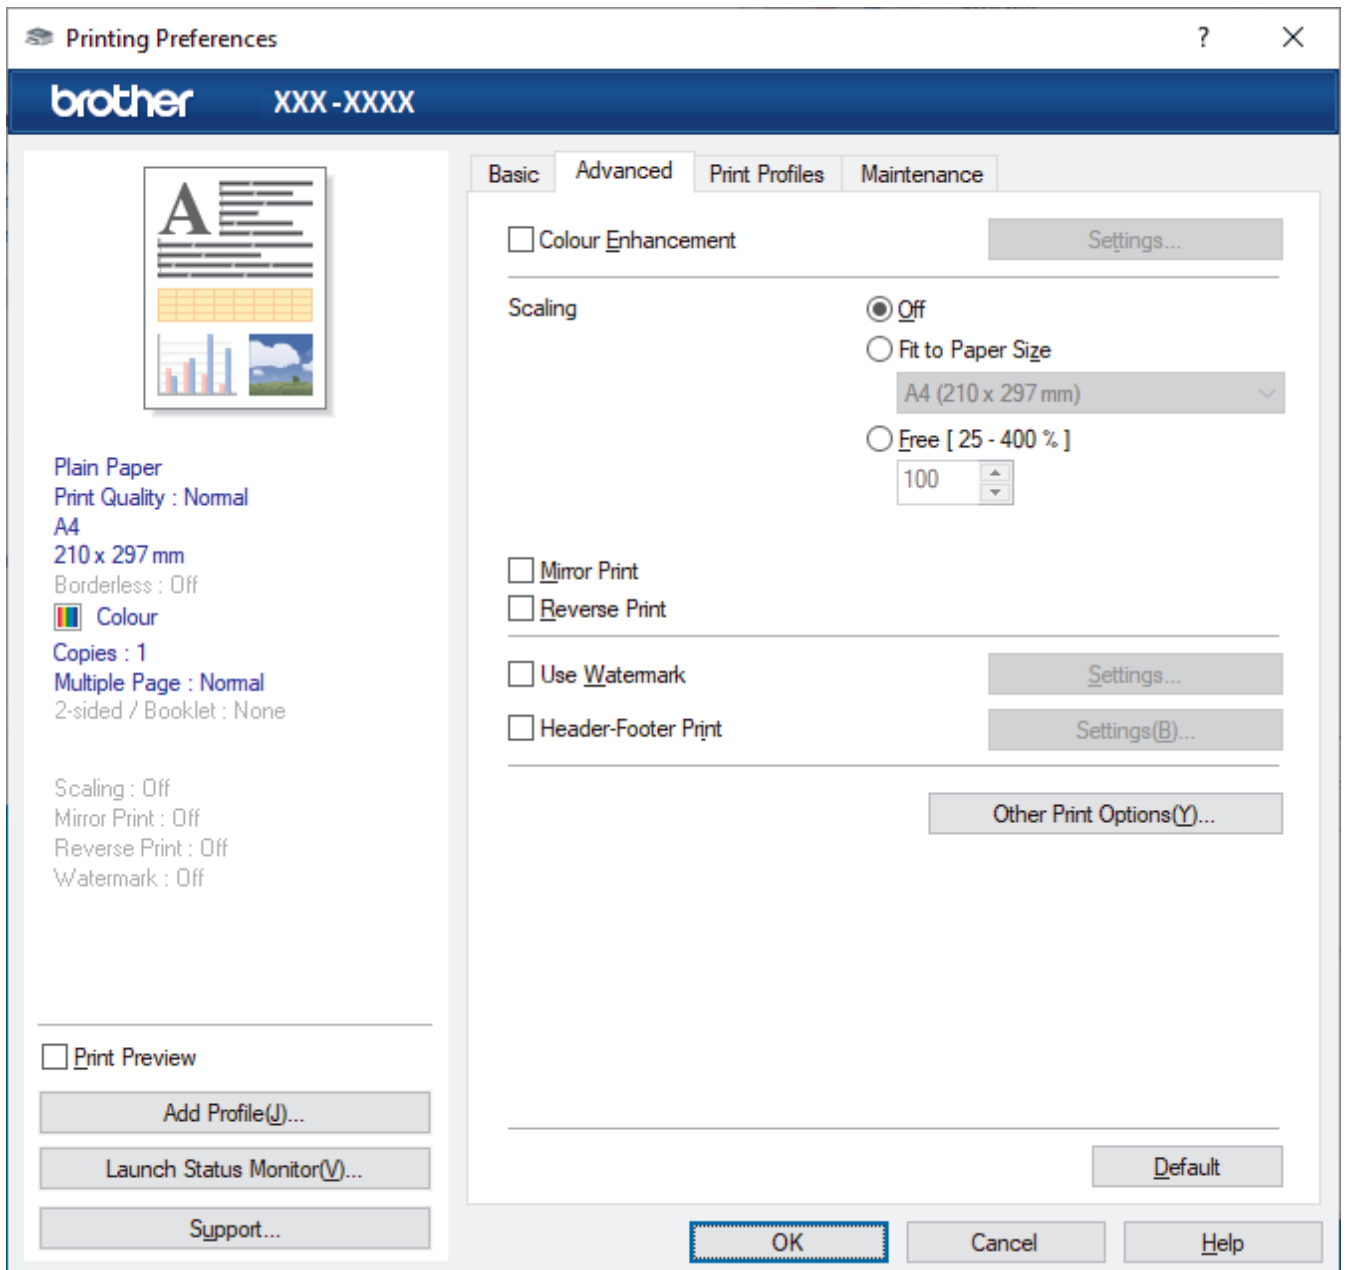 Printing Preferences
?
brother XXX-XXXX
A
Plain Paper
Print Quality : Normal
A4
210 x 297 mm
Borderless : Off
Colour
Copies : 1
Multiple Page : Normal
2-sided / Booklet : None
Scaling : Off
Mirror Print : Off
Reverse Print : Off
Watermark : Off
Print Preview
Add Profile(J)...
Launch Status Monitor(V)...
Support...
Basic Advanced Print Profiles Maintenance
Colour Enhancement Settings...
Scaling Off
Fit to Paper Size
A4 (210 x 297 mm)
Free [ 25 - 400 % ]
100
Mirror Print
Reverse Print
Use Watermark Settings...
Header-Footer Print Settings(B)...
Other Print Options(Y)...
Default
OK Cancel Help